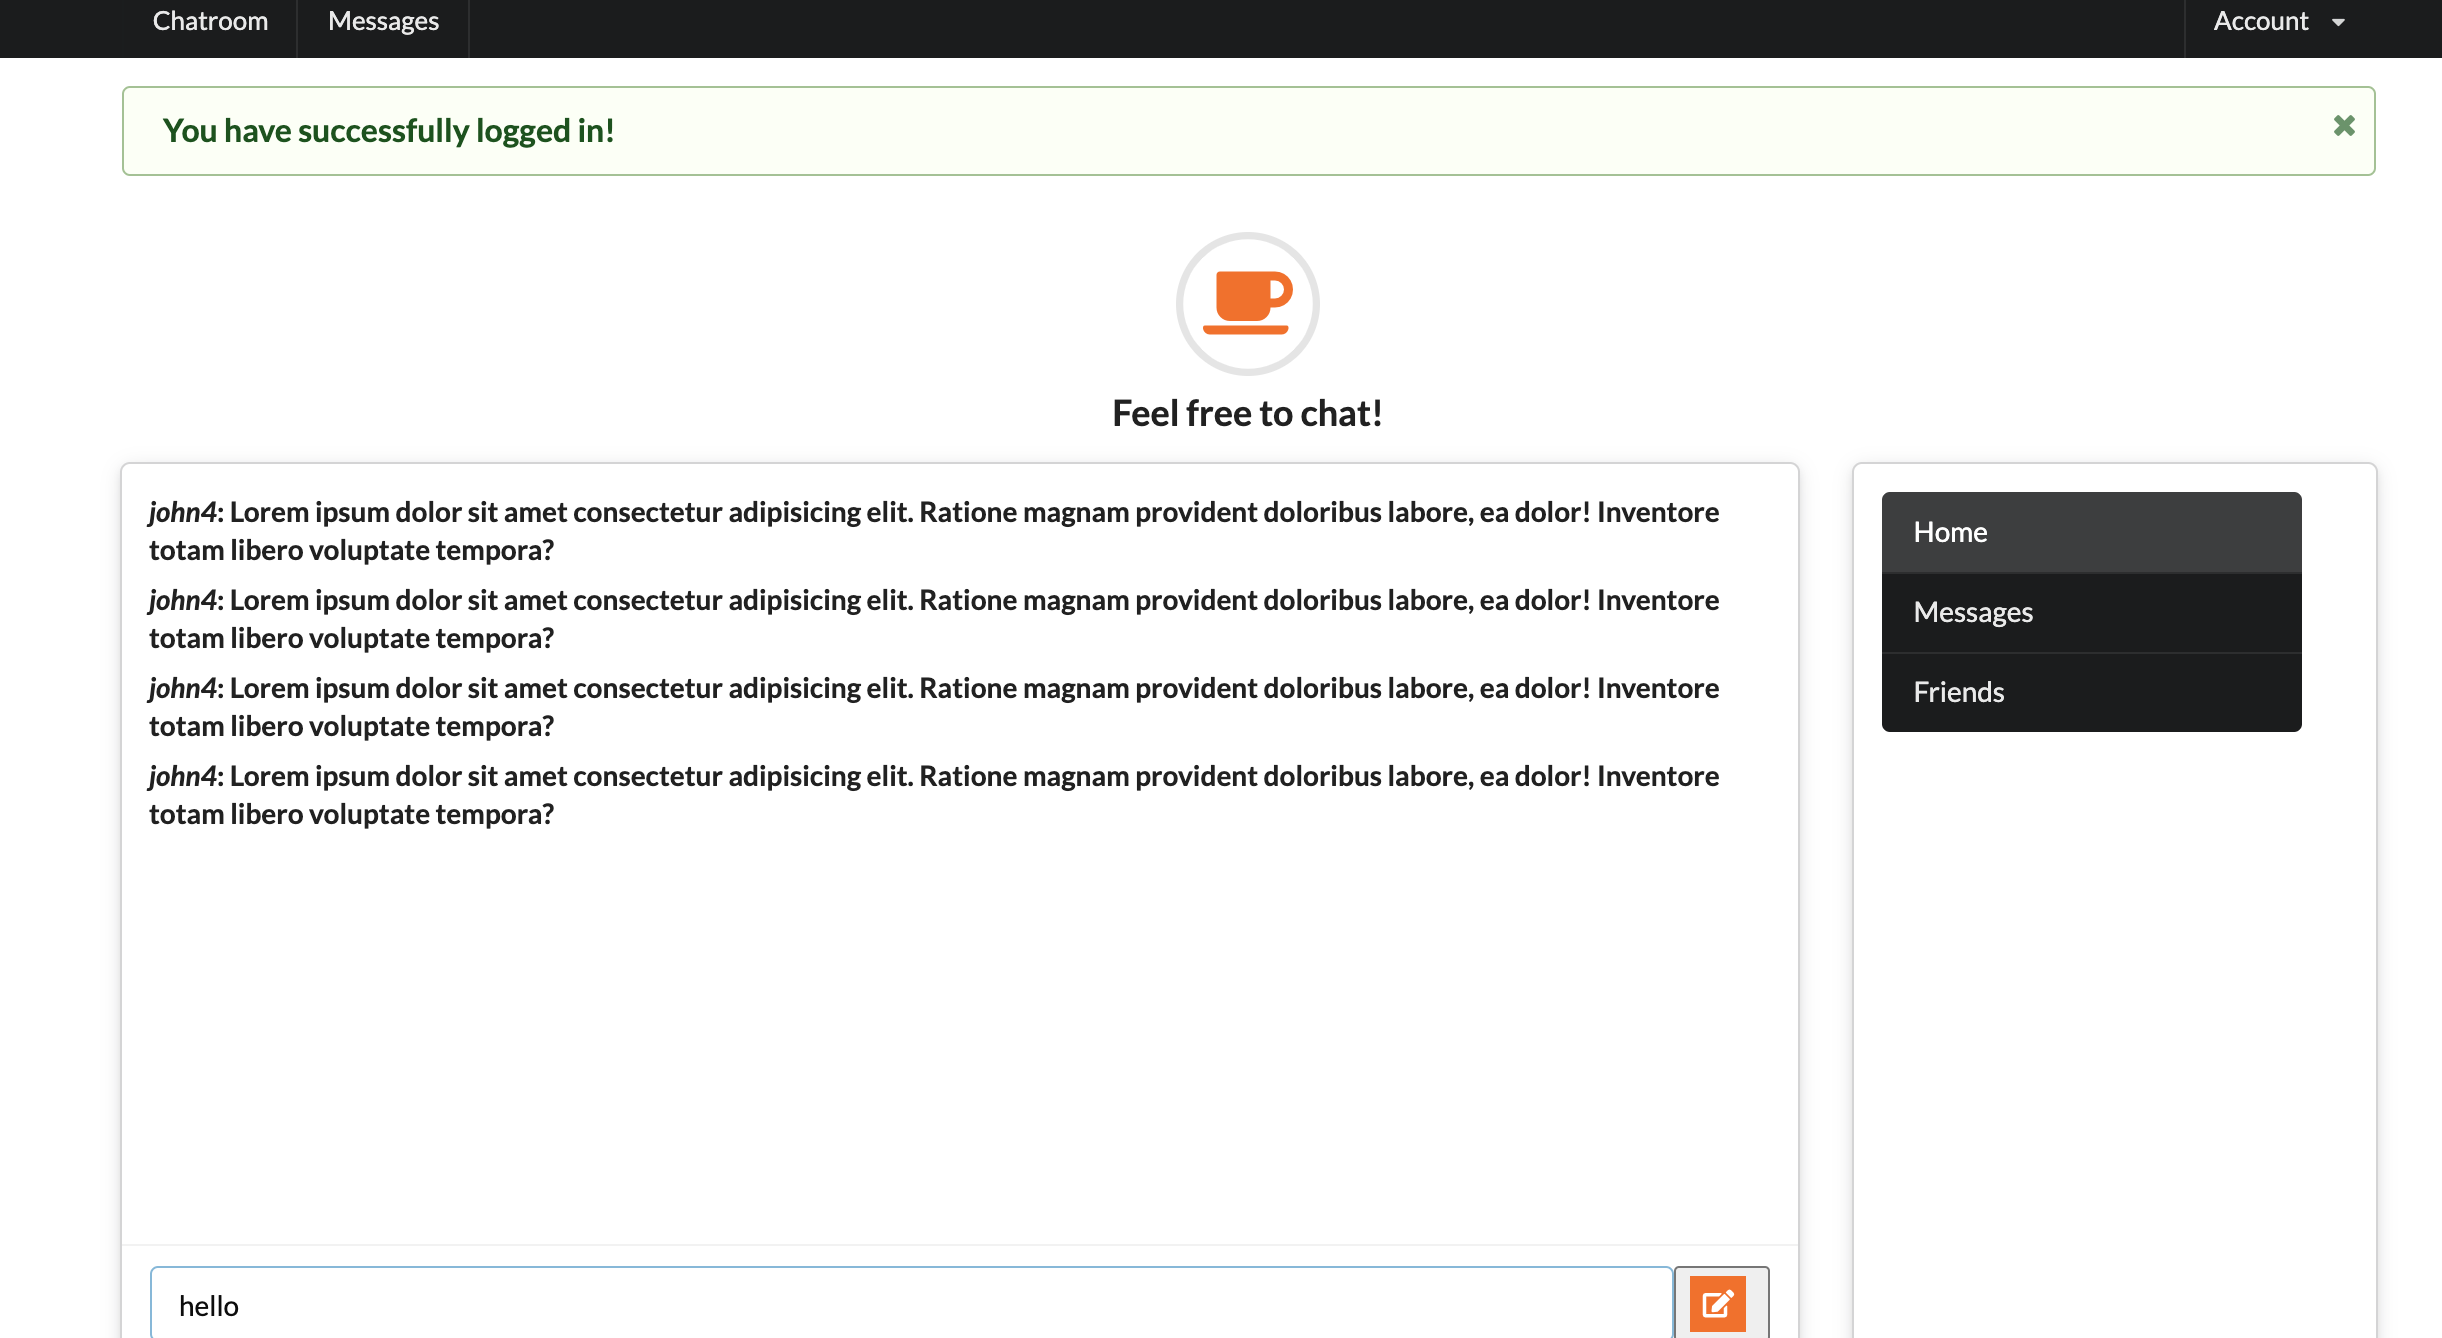 Chatroom
Messages
Account
You have successfully logged in!
Feel free to chat!
john4: Lorem ipsum dolor sit amet consectetur adipisicing elit. Ratione magnam provident doloribus labore, ea dolor! Inventore
totam libero voluptate tempora?
john4: Lorem ipsum dolor sit amet consectetur adipisicing elit. Ratione magnam provident doloribus labore, ea dolor! Inventore
totam libero voluptate tempora?
john4: Lorem ipsum dolor sit amet consectetur adipisicing elit. Ratione magnam provident doloribus labore, ea dolor! Inventore
totam libero voluptate tempora?
john4: Lorem ipsum dolor sit amet consectetur adipisicing elit. Ratione magnam provident doloribus labore, ea dolor! Inventore
totam libero voluptate tempora?
hello
Home
Messages
Friends